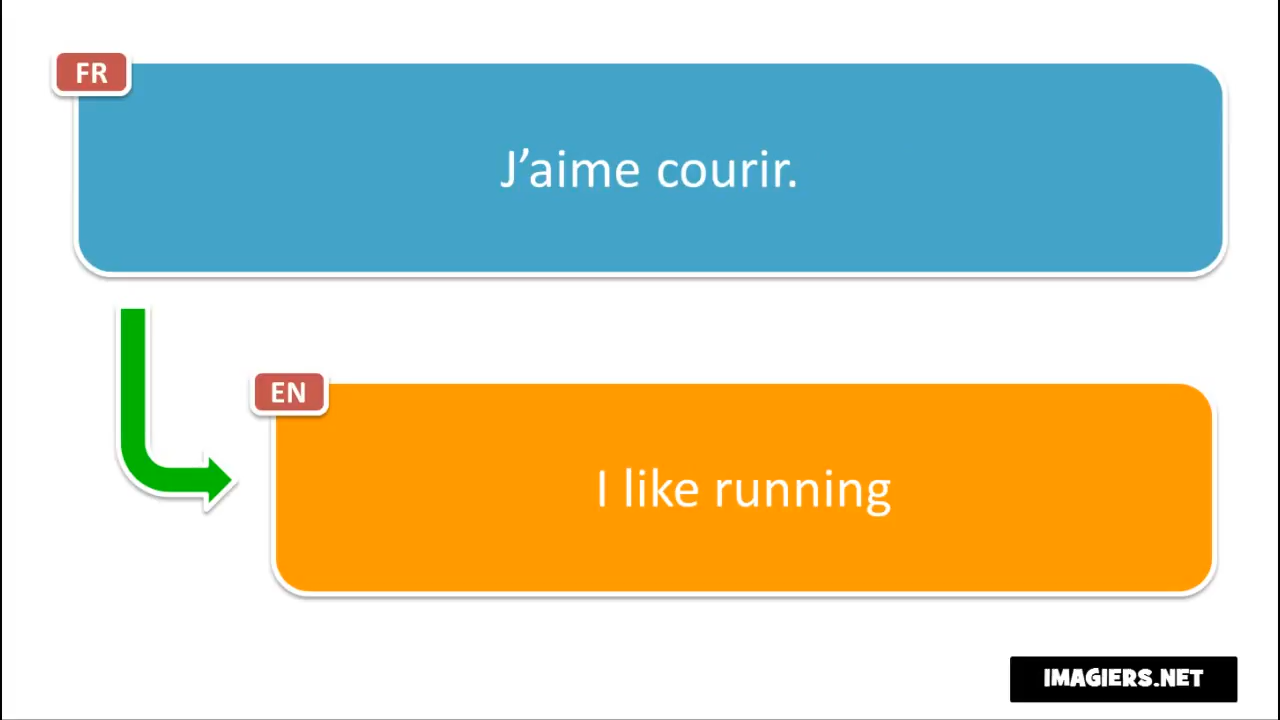 FR
J’aime courir.
EN
I like running
IMAGIERS.NET